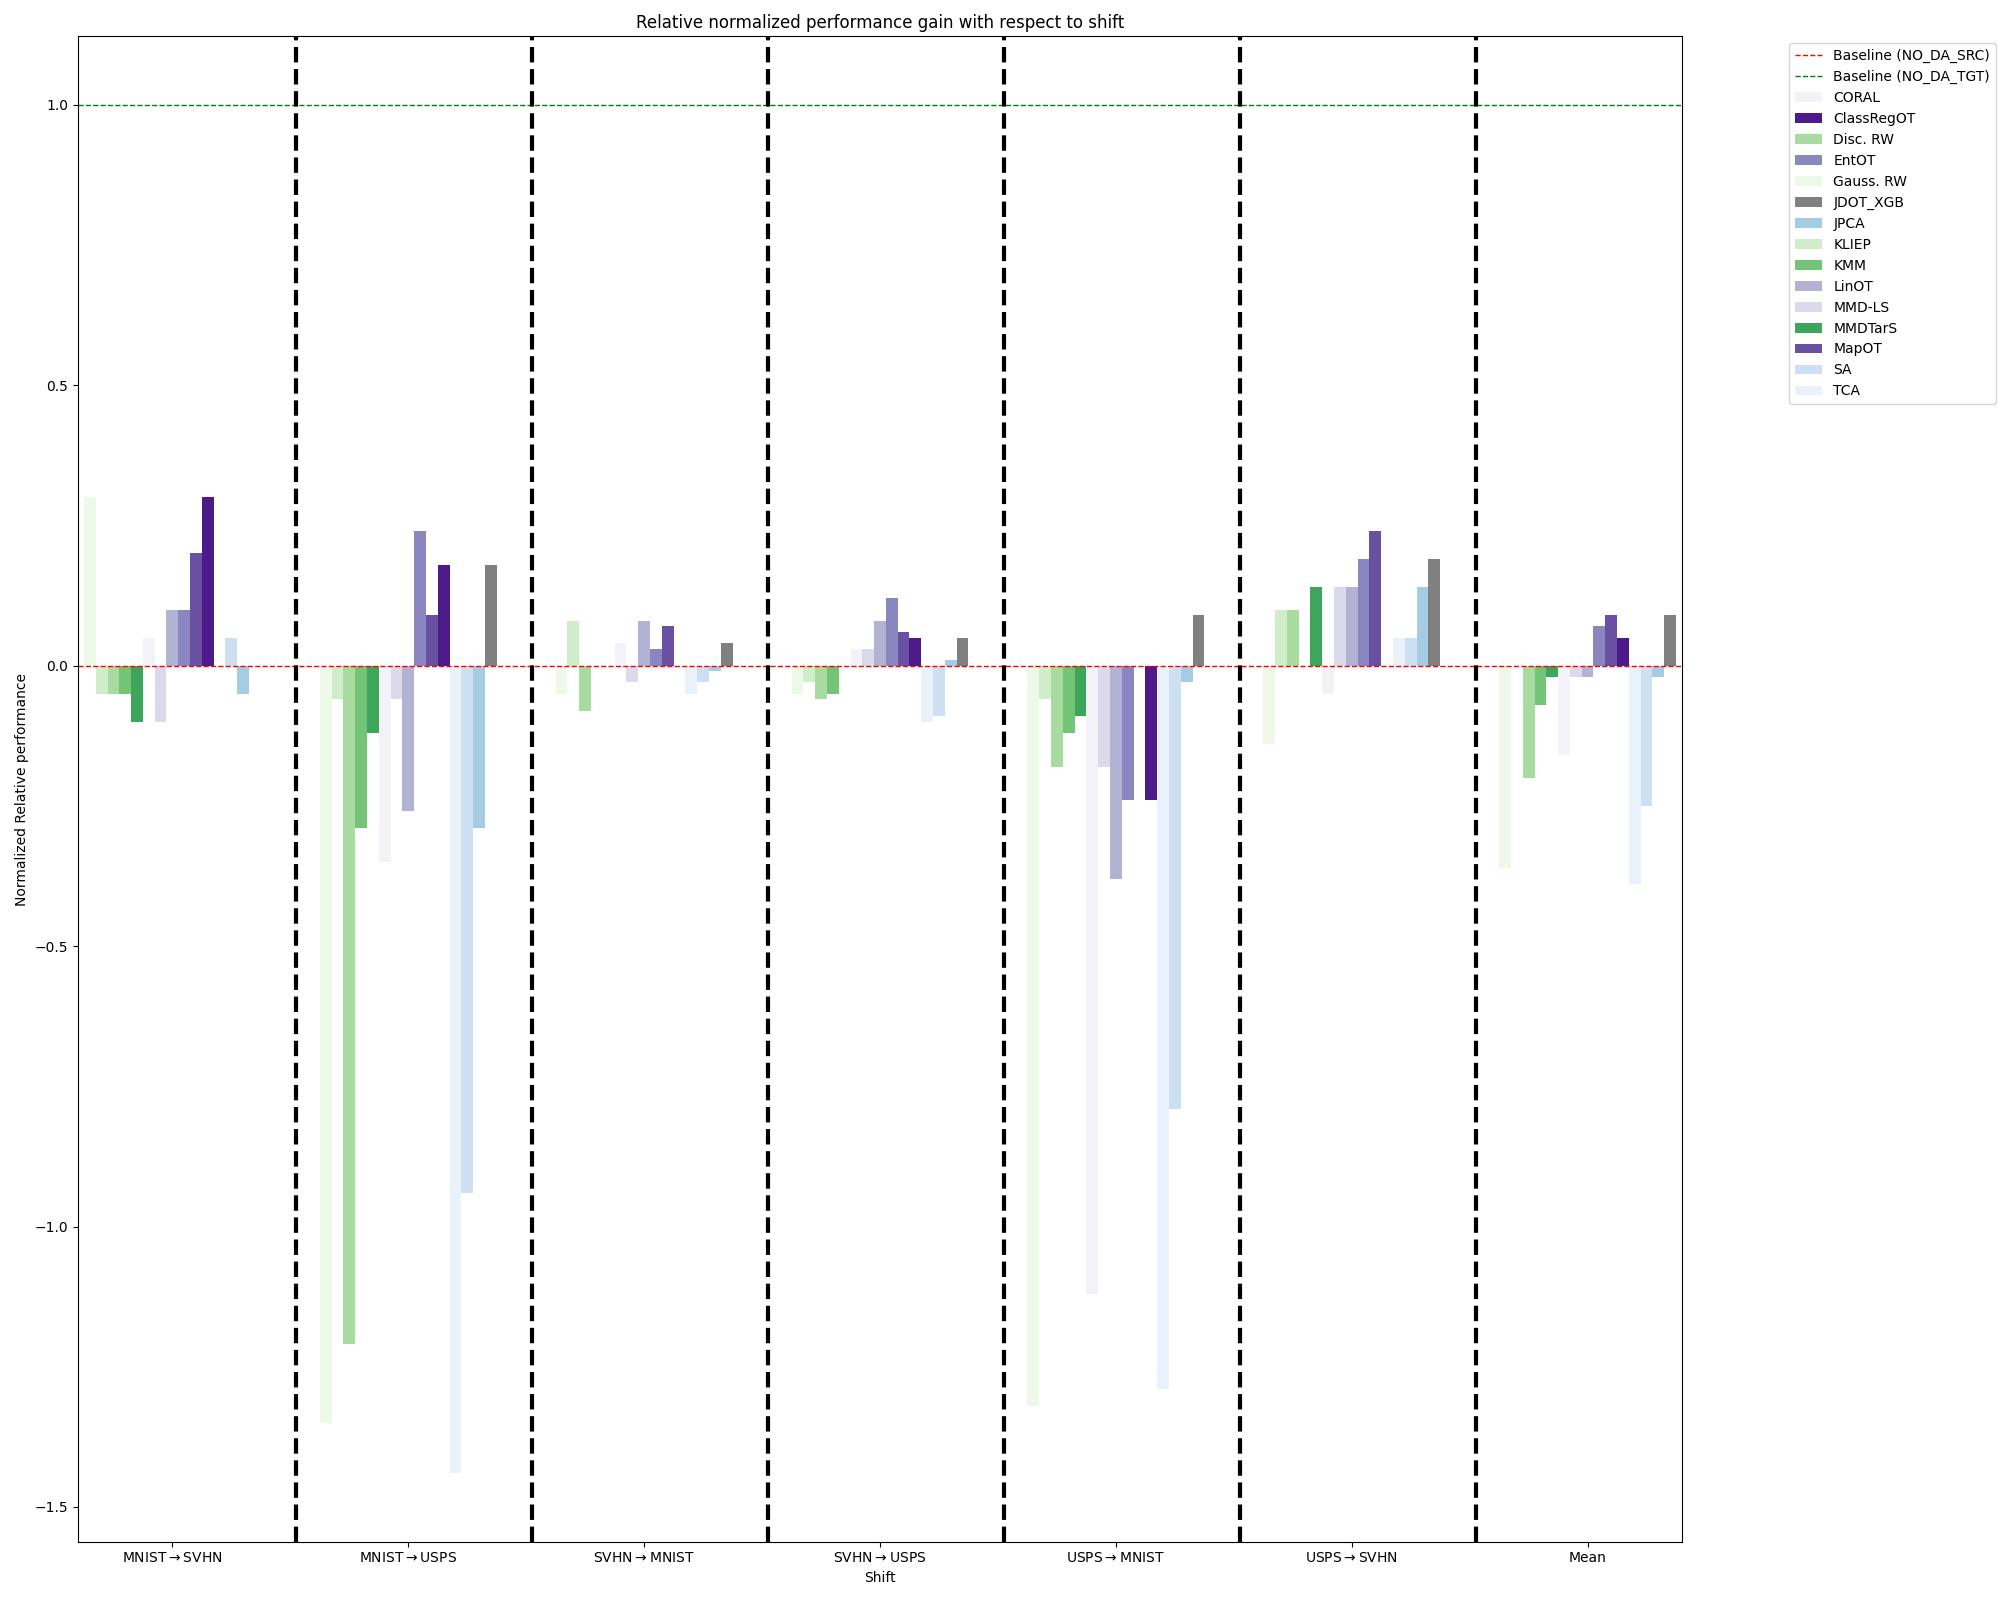 Relative normalized performance gain with respect to shift
Normalized Relative performance
1.0
0.5
0.0
−0.5
−1.0
−1.5
MNIST→SVHN
MNIST→USPS
SVHN→MNIST
SVHN→USPS
USPS→MNIST
USPS→SVHN
Mean
Shift
Baseline (NO_DA_SRC)
Baseline (NO_DA_TGT)
CORAL
ClassRegOT
Disc. RW
EntOT
Gauss. RW
JDOT_XGB
JPCA
KLIEP
KMM
LinOT
MMD-LS
MMDTarS
MapOT
SA
TCA